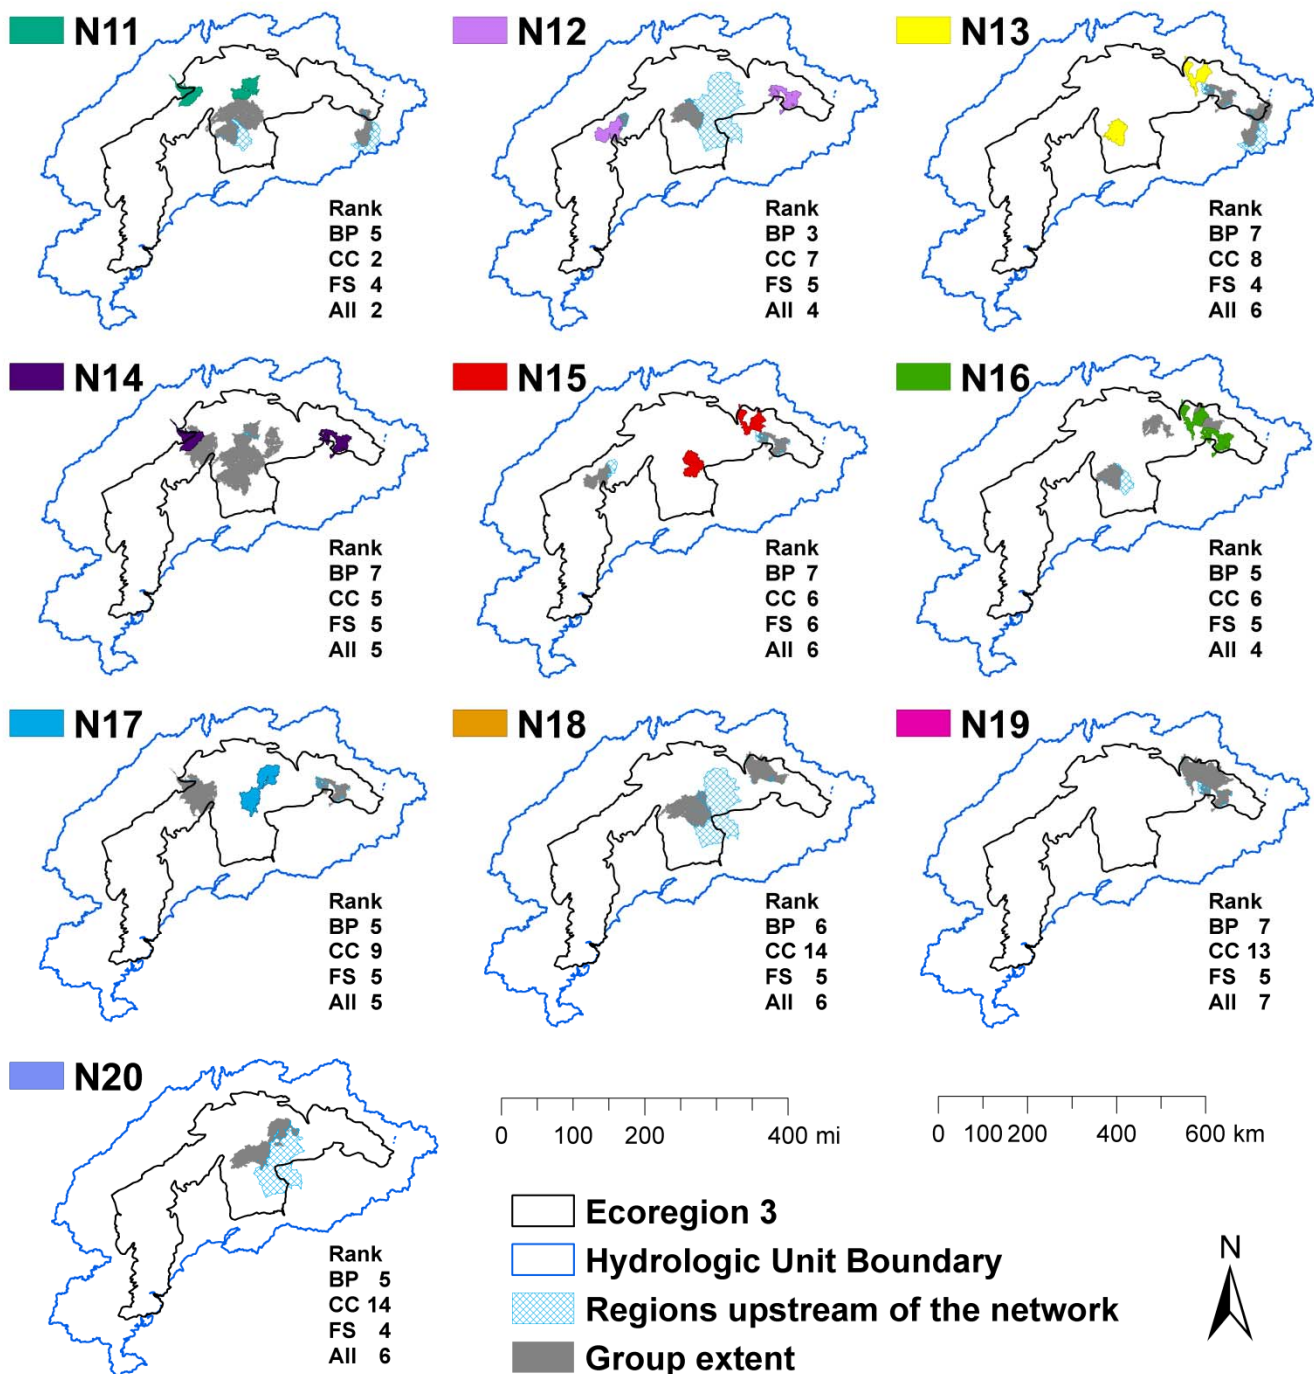 N11
Rank
BP 5
CC 2
FS 4
All 2
N12
Rank
BP 3
CC 7
FS 5
All 4
N13
Rank
BP 7
CC 8
FS 4
All 6
N14
Rank
BP 7
CC 5
FS 5
All 5
N15
Rank
BP 7
CC 6
FS 6
All 6
N16
Rank
BP 5
CC 6
FS 5
All 4
N17
Rank
BP 5
CC 9
FS 5
All 5
N18
Rank
BP 6
CC 14
FS 5
All 6
N19
Rank
BP 7
CC 13
FS 5
All 7
N20
Rank
BP 5
CC 14
FS 4
All 6
0 100 200 400 mi
0 100 200 400 600 km
Ecoregion 3
Hydrologic Unit Boundary
Regions upstream of the network
Group extent
N